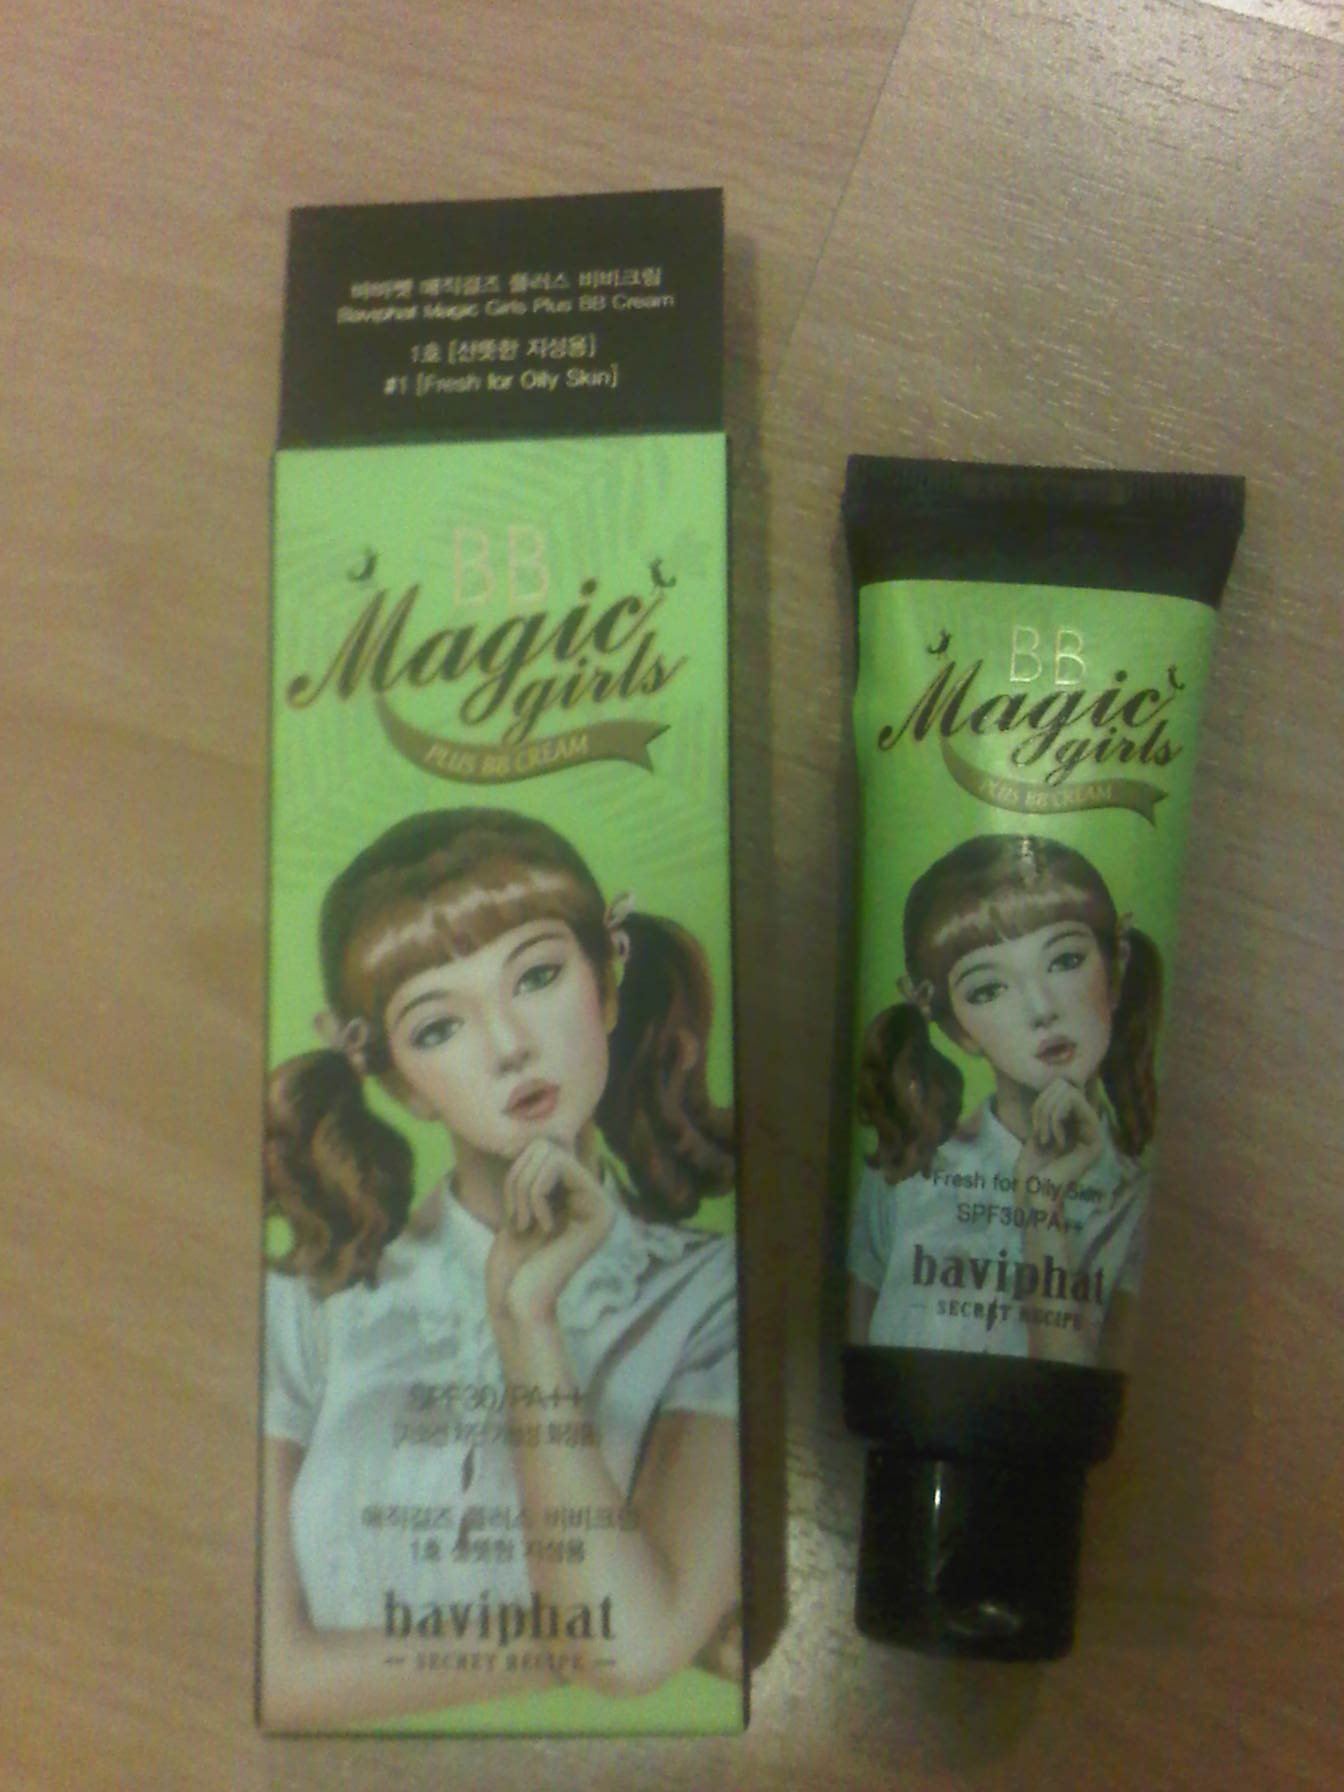 바비펫 매직걸즈 플러스 비비크림
Baviphat Magic Girls Plus BB Cream
1호 [산뜻한 지성용]
#1 [Fresh for Oily Skin]
BB
Magic
girls
PLUS BB CREAM
SPF30/PA++
매직걸즈 플러스 비비크림
1호 산뜻한 지성용
baviphat
SECRET RECIPE
BB
Magic
girls
PLUS BB CREAM
Fresh for Oily Skin
SPF30/PA++
baviphat
SECRET RECIPE